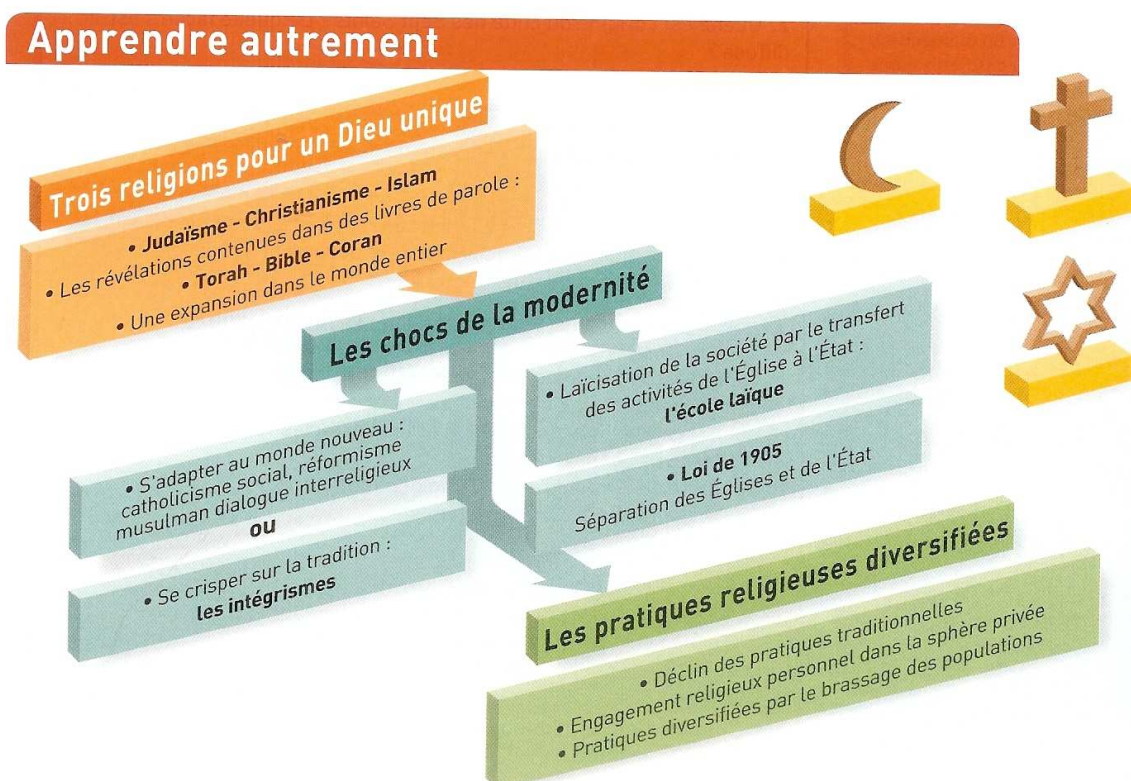 Apprendre autrement
Trois religions pour un Dieu unique
• Judaïsme - Christianisme - Islam
• Les révélations contenues dans des livres de parole :
• Torah - Bible - Coran
• Une expansion dans le monde entier
Les chocs de la modernité
• S'adapter au monde nouveau :
catholicisme social, réformisme
musulman dialogue interreligieux
ou
• Se crisper sur la tradition :
les intégrismes
• Laïcisation de la société par le transfert
des activités de l'Église à l'État :
l'école laïque
• Loi de 1905
Séparation des Églises et de l'État
Les pratiques religieuses diversifiées
• Déclin des pratiques traditionnelles
• Engagement religieux personnel dans la sphère privée
• Pratiques diversifiées par le brassage des populations